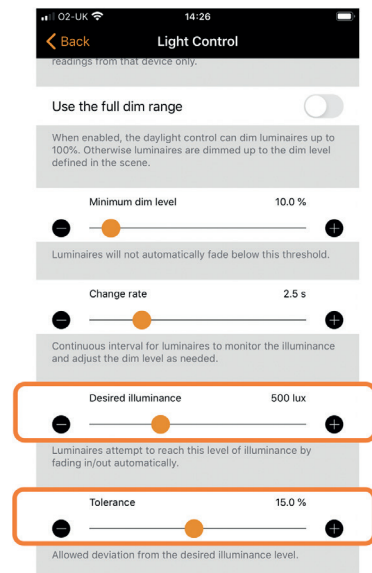 O2-UK 14:26
Back Light Control
readings from that device only.
Use the full dim range
When enabled, the daylight control can dim luminaires up to
100%. Otherwise luminaires are dimmed up to the dim level
defined in the scene.
Minimum dim level 10.0 %
Luminaires will not automatically fade below this threshold.
Change rate 2.5 s
Continuous interval for luminaires to monitor the illuminance
and adjust the dim level as needed.
Desired illuminance 500 lux
Luminaires attempt to reach this level of illuminance by
fading in/out automatically.
Tolerance 15.0 %
Allowed deviation from the desired illuminance level.